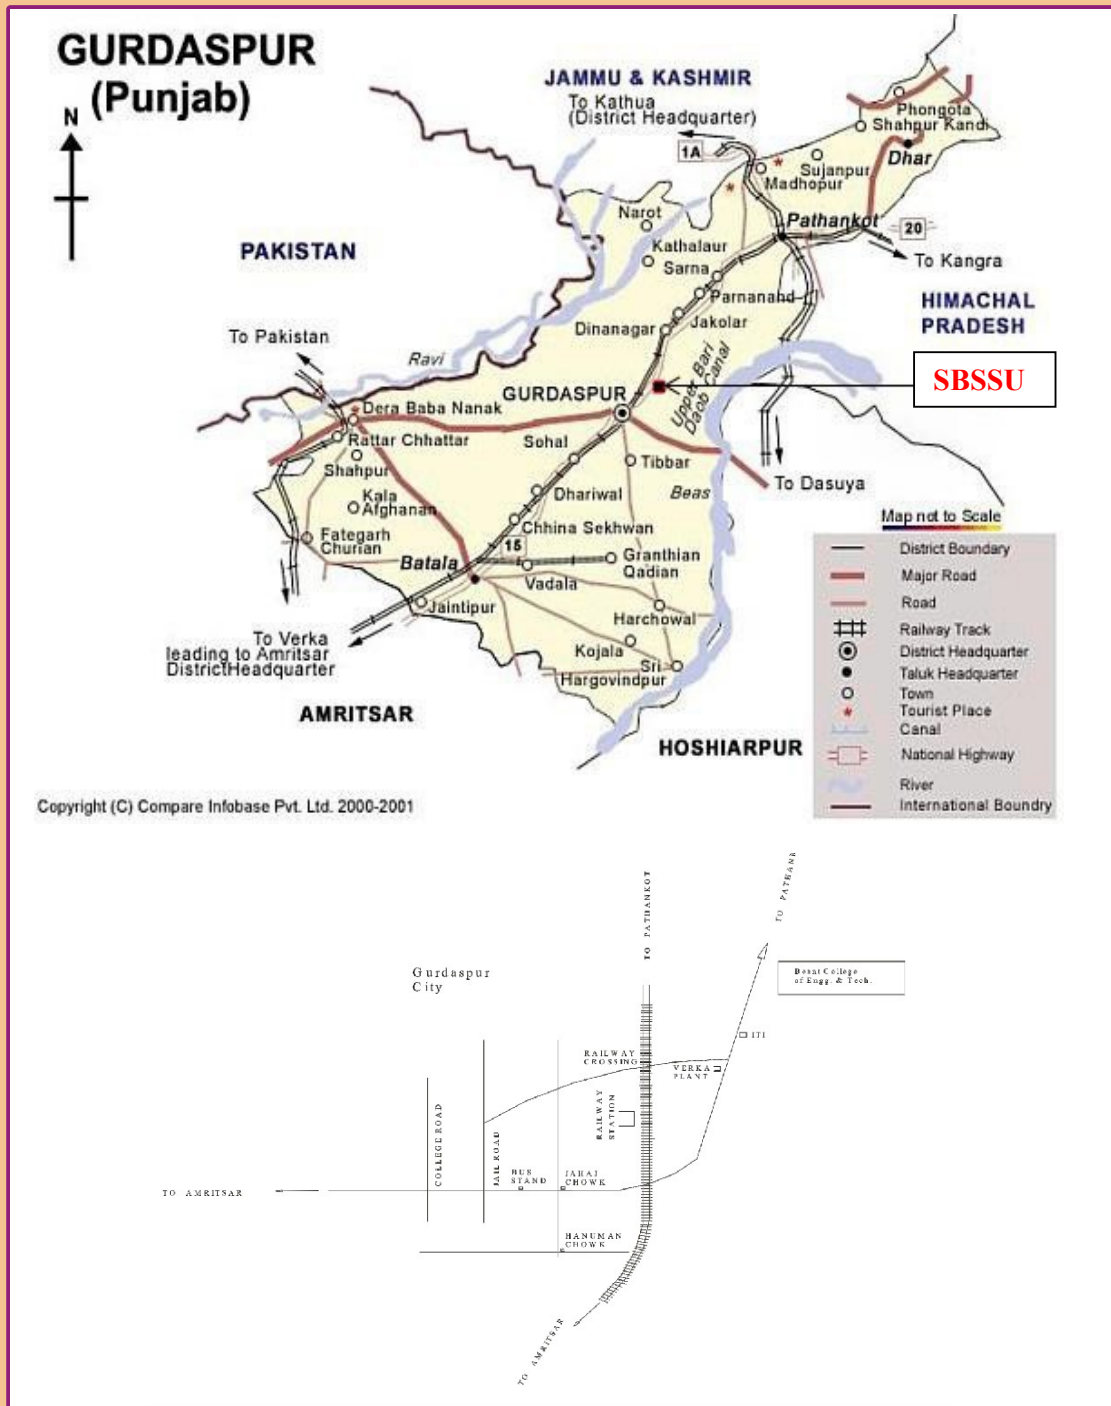 GURDASPUR
(Punjab)
N
JAMMU & KASHMIR
To Kathua
(District Headquarter)
1A
Phongota
Shahpur Kandi
Dhar
Sujanpur
Madhopur
Narot
Pathankot
20
To Kangra
PAKISTAN
Kathalaur
Sarna
Parnanand
HIMACHAL
PRADESH
To Pakistan
Dinanagar
Jakolar
Ravi
Upper Bari
Daob Canal
SBSSU
GURDASPUR
Dera Baba Nanak
Rattar Chhattar
Sohal
Shahpur
Tibbar
To Dasuya
Beas
Kala
Afghanan
Dhariwal
Chhina Sekhwan
Fategarh
Churian
15
Batala
Granthian
Qadian
Vadala
Jaintipur
Harchowal
To Verka
leading to Amritsar
DistrictHeadquarter
Kojala
Sri
Hargovindpur
AMRITSAR
HOSHIARPUR
Map not to Scale
District Boundary
Major Road
Road
Railway Track
District Headquarter
Taluk Headquarter
Town
Tourist Place
Canal
National Highway
River
International Boundry
Copyright (C) Compare Infobase Pvt. Ltd. 2000-2001
TO PATHANKOT
TO PATHANK
Gurdaspur
City
Beant College
of Engg. & Tech.
ITI
RAILWAY
CROSSING
VERKA
PLANT
RAILWAY
STATION
COLLEGE ROAD
JAIL ROAD
BUS
STAND
JAHAJ
CHOWK
TO AMRITSAR
HANUMAN
CHOWK
TO AMRITSAR